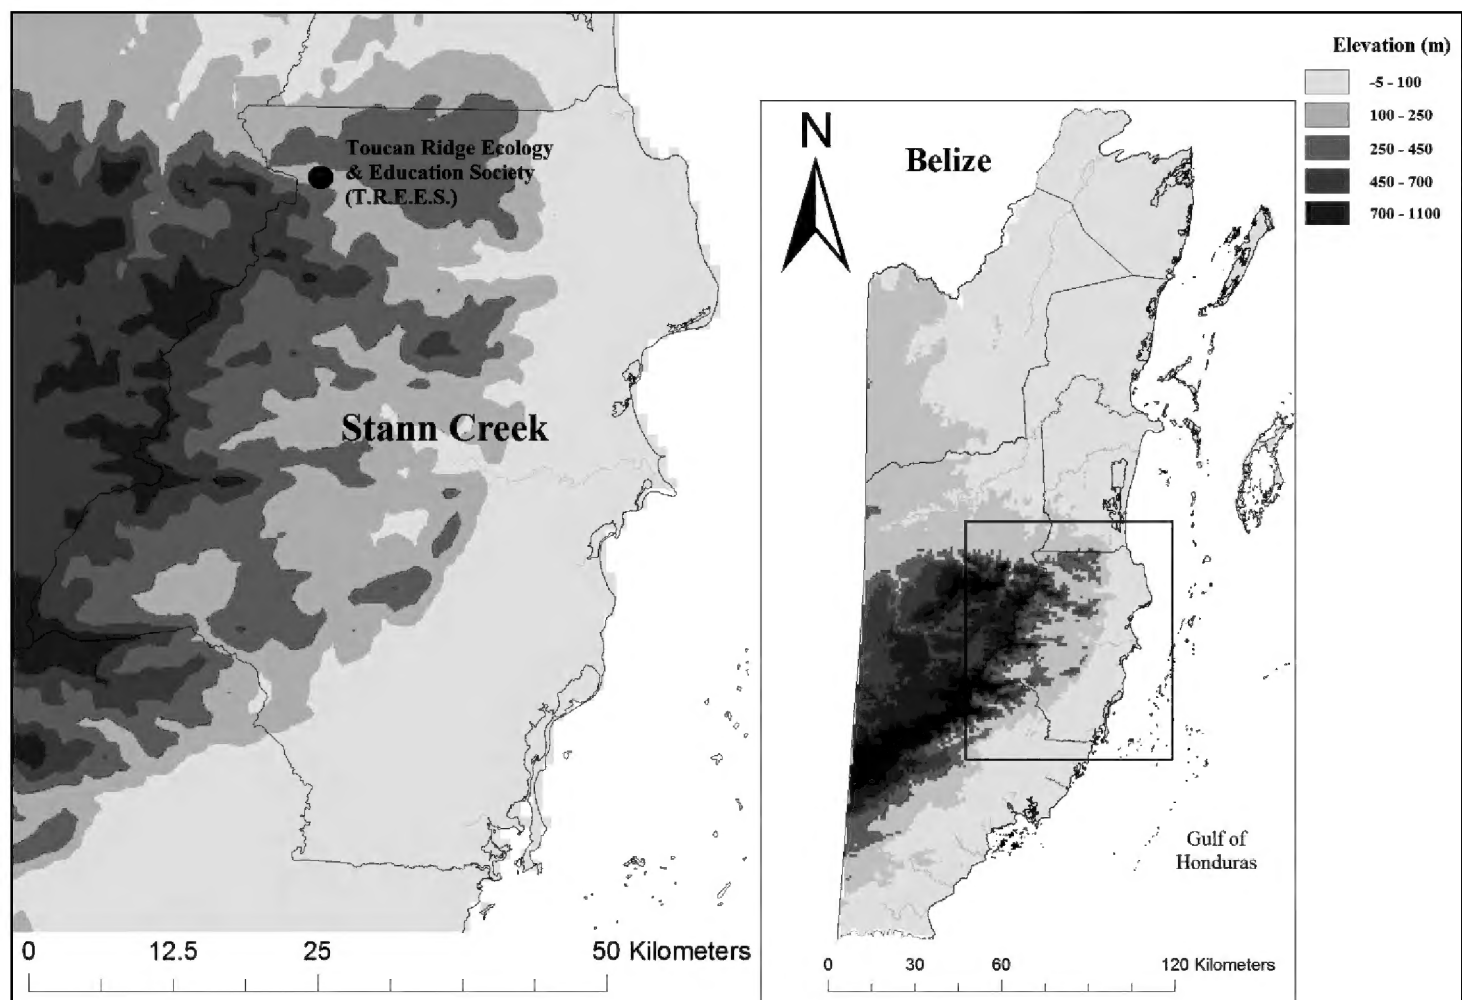 Elevation (m)
-5 - 100
100 - 250
250 - 450
450 - 700
700 - 1100
N
Belize
Toucan Ridge Ecology
& Education Society
(T.R.E.E.S.)
Stann Creek
Gulf of
Honduras
0 12.5 25 50 Kilometers
0 30 60 120 Kilometers